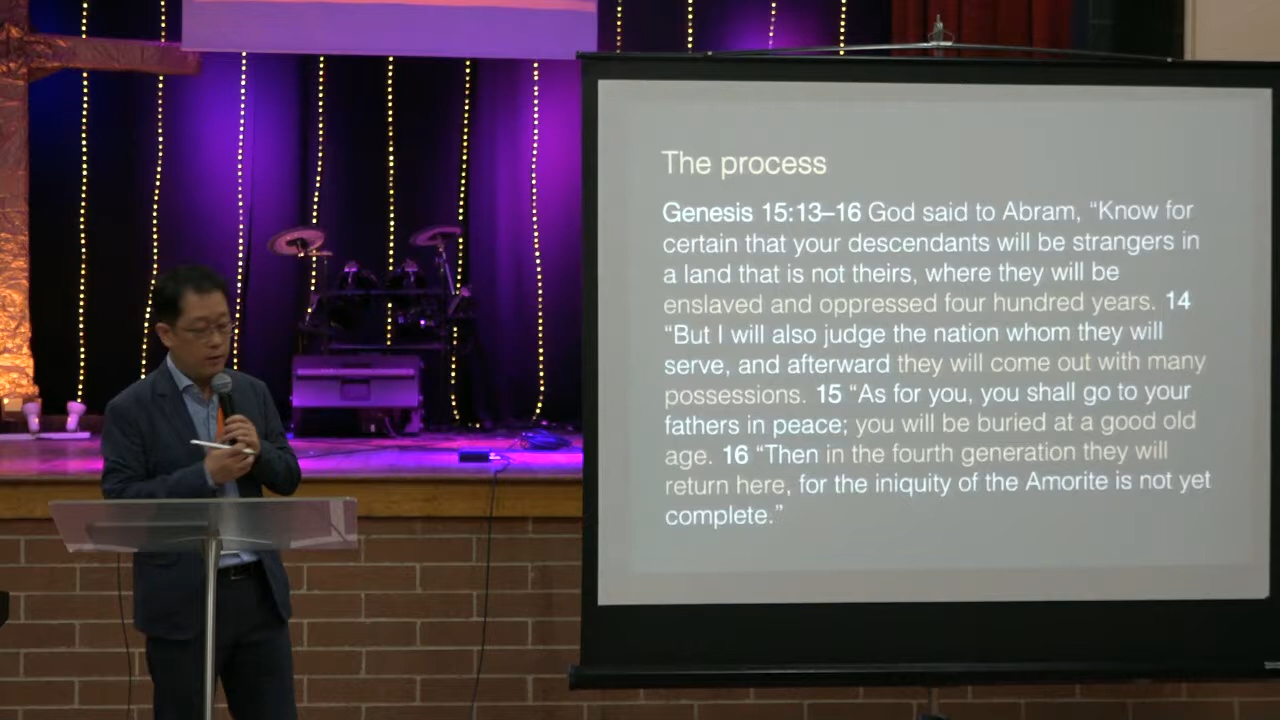 The process
Genesis 15:13–16 God said to Abram, “Know for
certain that your descendants will be strangers in
a land that is not theirs, where they will be
enslaved and oppressed four hundred years. 14
“But I will also judge the nation whom they will
serve, and afterward they will come out with many
possessions. 15 “As for you, you shall go to your
fathers in peace; you will be buried at a good old
age. 16 “Then in the fourth generation they will
return here, for the iniquity of the Amorite is not yet
complete.”